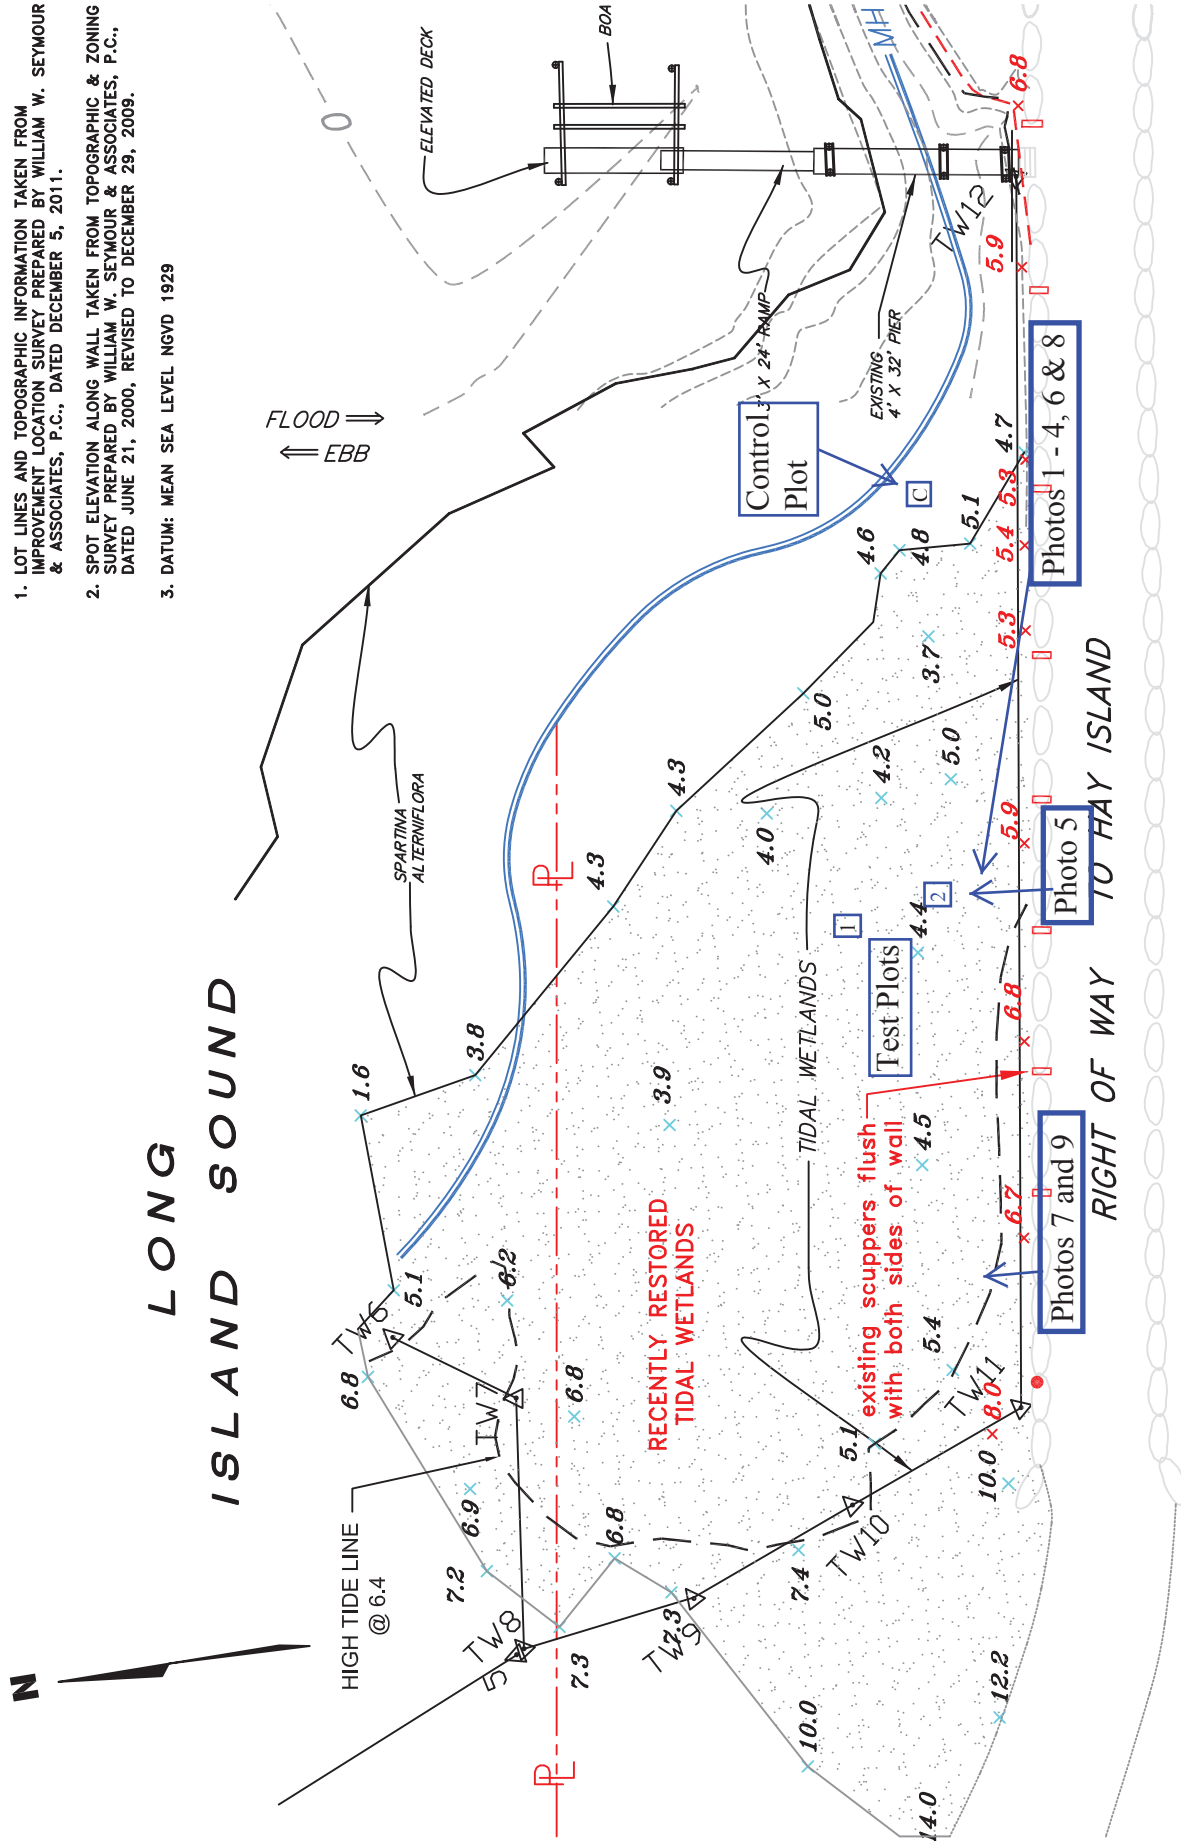 1. LOT LINES AND TOPOGRAPHIC INFORMATION TAKEN FROM
IMPROVEMENT LOCATION SURVEY PREPARED BY WILLIAM W. SEYMOUR
& ASSOCIATES, P.C., DATED DECEMBER 5, 2011.
2. SPOT ELEVATION ALONG WALL TAKEN FROM TOPOGRAPHIC & ZONING
SURVEY PREPARED BY WILLIAM W. SEYMOUR & ASSOCIATES, P.C.,
DATED JUNE 21, 2000, REVISED TO DECEMBER 29, 2009.
3. DATUM: MEAN SEA LEVEL NGVD 1929
N
LONG
ISLAND SOUND
FLOOD
EBB
0
ELEVATED DECK
BOA
MH
3' X 24' RAMP
EXISTING
4' X 32' PIER
TW12
SPARTINA
ALTERNIFLORA
HIGH TIDE LINE
@ 6.4
TW6
TW7
TW8
5
TW9
TW10
TW11
PL
PL
1.6
3.8
4.3
4.3
5.0
4.6
4.8
5.1
4.7
3.7
4.2
5.0
4.0
4.4
3.9
4.5
5.4
5.1
5.1
6.2
6.8
6.8
6.9
7.2
7.3
6.8
7.3
7.4
10.0
10.0
12.2
14.0
6.8
5.9
5.3
5.4
5.3
5.9
6.8
6.7
8.0
Control
Plot
C
1
2
Test Plots
TIDAL WETLANDS
RECENTLY RESTORED
TIDAL WETLANDS
existing scuppers flush
with both sides of wall
Photos 1 - 4, 6 & 8
Photo 5
Photos 7 and 9
RIGHT OF WAY TO HAY ISLAND